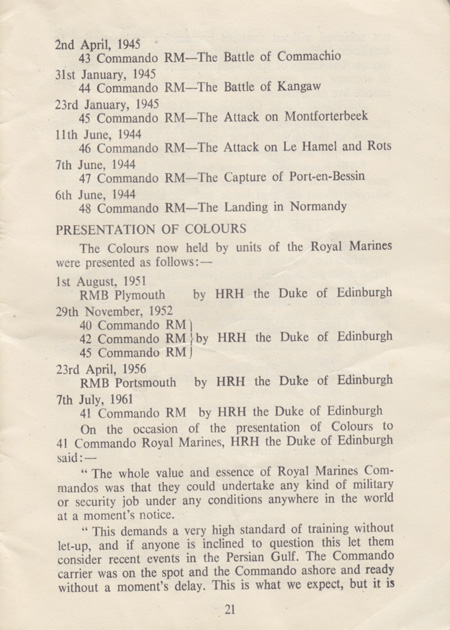 2nd April, 1945
43 Commando RM—The Battle of Commachio
31st January, 1945
44 Commando RM—The Battle of Kangaw
23rd January, 1945
45 Commando RM—The Attack on Montforterbeek
11th June, 1944
46 Commando RM—The Attack on Le Hamel and Rots
7th June, 1944
47 Commando RM—The Capture of Port-en-Bessin
6th June, 1944
48 Commando RM—The Landing in Normandy
PRESENTATION OF COLOURS
The Colours now held by units of the Royal Marines
were presented as follows:—
1st August, 1951
RMB Plymouth by HRH the Duke of Edinburgh
29th November, 1952
40 Commando RM
42 Commando RM } by HRH the Duke of Edinburgh
45 Commando RM
23rd April, 1956
RMB Portsmouth by HRH the Duke of Edinburgh
7th July, 1961
41 Commando RM by HRH the Duke of Edinburgh
On the occasion of the presentation of Colours to
41 Commando Royal Marines, HRH the Duke of Edinburgh
said:—
" The whole value and essence of Royal Marines Com-
mandos was that they could undertake any kind of military
or security job under any conditions anywhere in the world
at a moment's notice.
" This demands a very high standard of training without
let-up, and if anyone is inclined to question this let them
consider recent events in the Persian Gulf. The Commando
carrier was on the spot and the Commando ashore and ready
without a moment's delay. This is what we expect, but it is
21